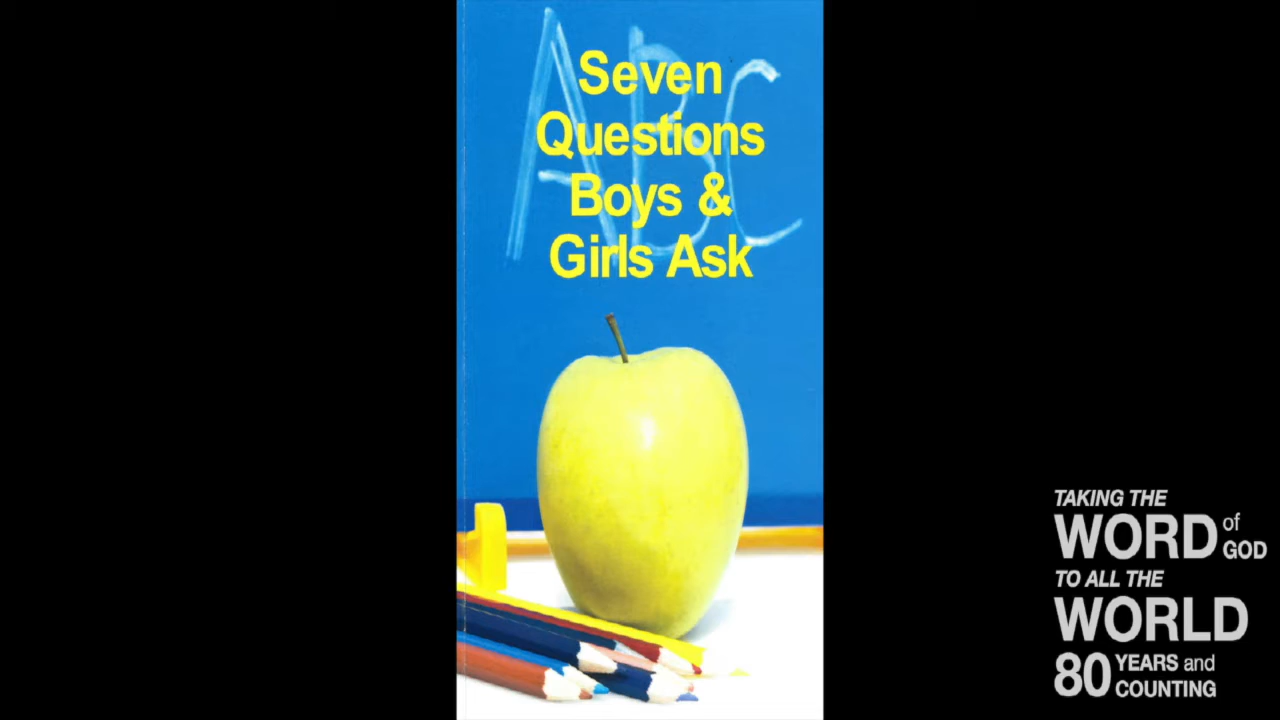 ABC
Seven
Questions
Boys &
Girls Ask
TAKING THE
WORD of GOD
TO ALL THE
WORLD
80 YEARS and
COUNTING